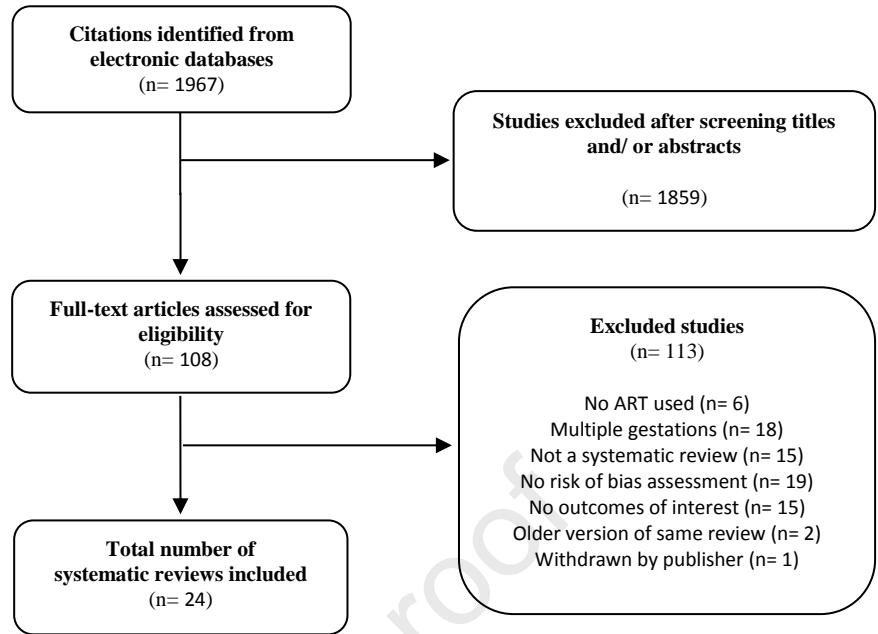 Citations identified from
electronic databases
(n= 1967)
Studies excluded after screening titles
and/ or abstracts
(n= 1859)
Full-text articles assessed for
eligibility
(n= 108)
Excluded studies
(n= 113)
No ART used (n= 6)
Multiple gestations (n= 18)
Not a systematic review (n= 15)
No risk of bias assessment (n= 19)
No outcomes of interest (n= 15)
Older version of same review (n= 2)
Withdrawn by publisher (n= 1)
Total number of
systematic reviews included
(n= 24)
roof